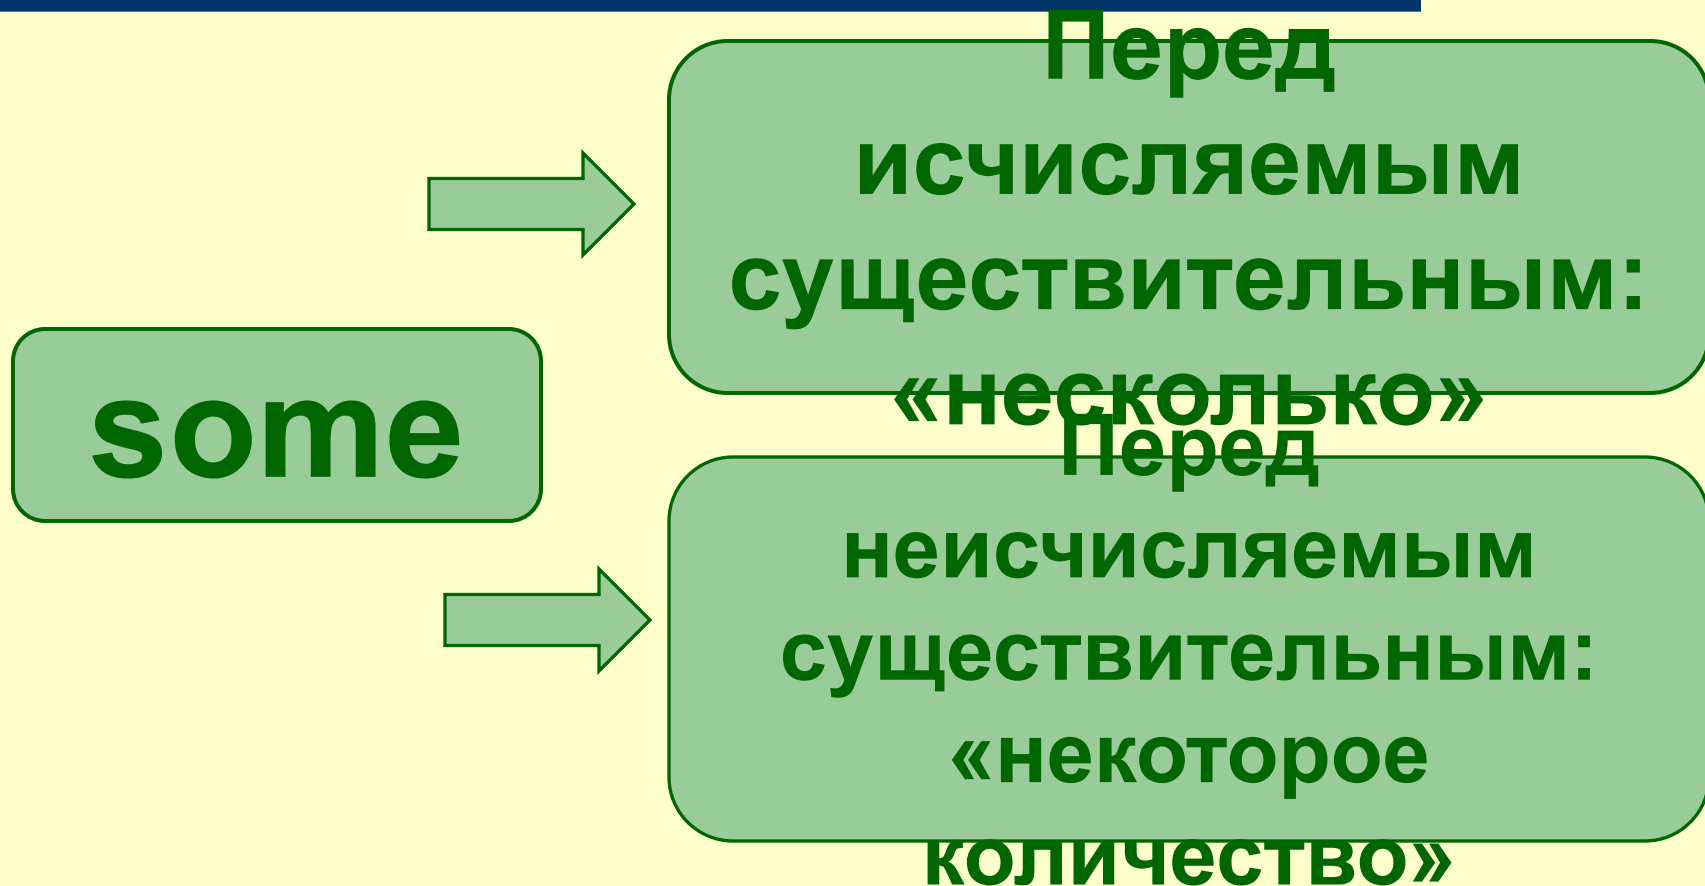 some
Перед
исчисляемым
существительным:
«несколько»
Перед
неисчисляемым
существительным:
«некоторое
количество»